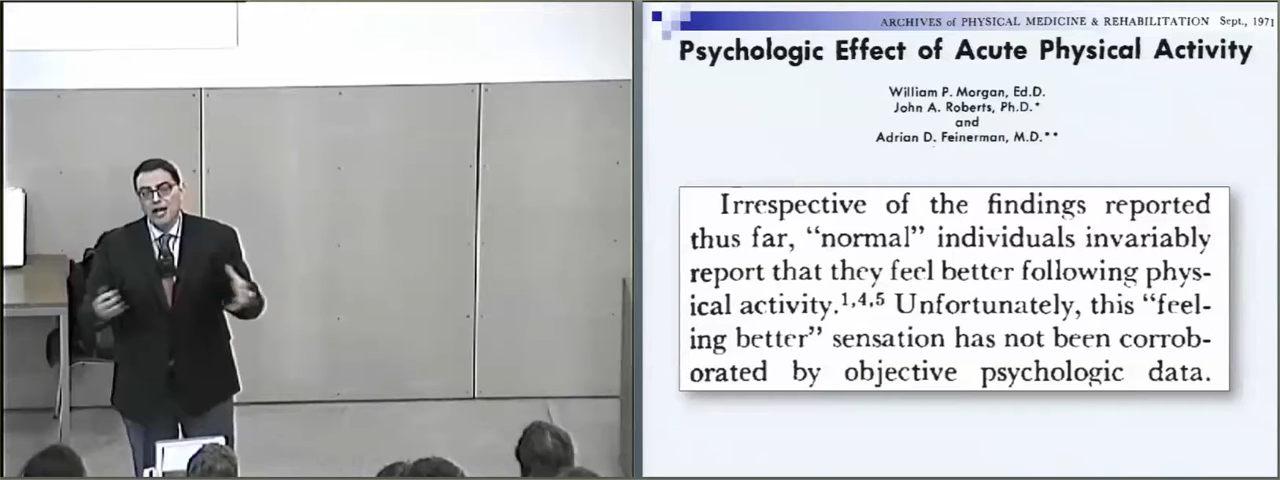 ARCHIVES of PHYSICAL MEDICINE & REHABILITATION Sept., 1971
Psychologic Effect of Acute Physical Activity
William P. Morgan, Ed.D.
John A. Roberts, Ph.D.*
and
Adrian D. Feinerman, M.D.**
Irrespective of the findings reported
thus far, “normal” individuals invariably
report that they feel better following phys-
ical activity.1,4,5 Unfortunately, this “feel-
ing better” sensation has not been corrob-
orated by objective psychologic data.